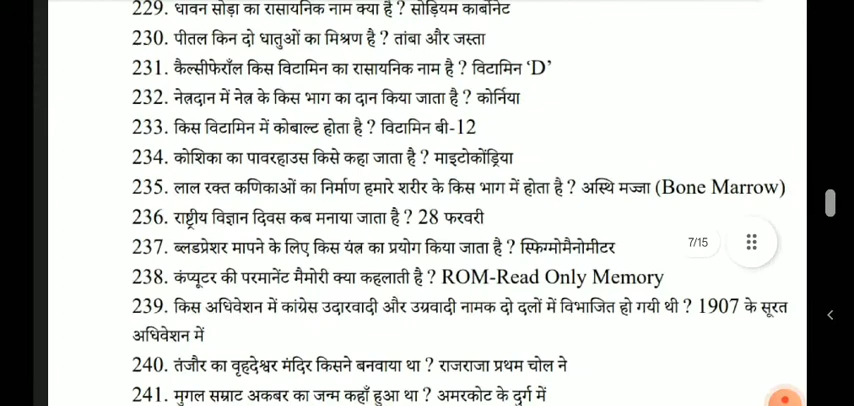 229. धावन सोड़ा का रासायनिक नाम क्या है ? सोड़ियम कार्बोनेट
230. पीतल किन दो धातुओं का मिश्रण है ? तांबा और जस्ता
231. कैल्सीफेरॉल किस विटामिन का रासायनिक नाम है ? विटामिन ‘D’
232. नेत्रदान में नेत्र के किस भाग का दान किया जाता है ? कोर्निया
233. किस विटामिन में कोबाल्ट होता है ? विटामिन बी-12
234. कोशिका का पावरहाउस किसे कहा जाता है ? माइटोकोंड्रिया
235. लाल रक्त कणिकाओं का निर्माण हमारे शरीर के किस भाग में होता है ? अस्थि मज्जा (Bone Marrow)
236. राष्ट्रीय विज्ञान दिवस कब मनाया जाता है ? 28 फरवरी
237. ब्लडप्रेशर मापने के लिए किस यंत्र का प्रयोग किया जाता है ? स्फिग्मोमैनोमीटर
7/15
238. कंप्यूटर की परमानेंट मैमोरी क्या कहलाती है ? ROM-Read Only Memory
239. किस अधिवेशन में कांग्रेस उदारवादी और उग्रवादी नामक दो दलों में विभाजित हो गयी थी ? 1907 के सूरत
अधिवेशन में
240. तंजौर का वृहदेश्वर मंदिर किसने बनवाया था ? राजराजा प्रथम चोल ने
241. मुगल सम्राट अकबर का जन्म कहाँ हुआ था ? अमरकोट के दुर्ग में